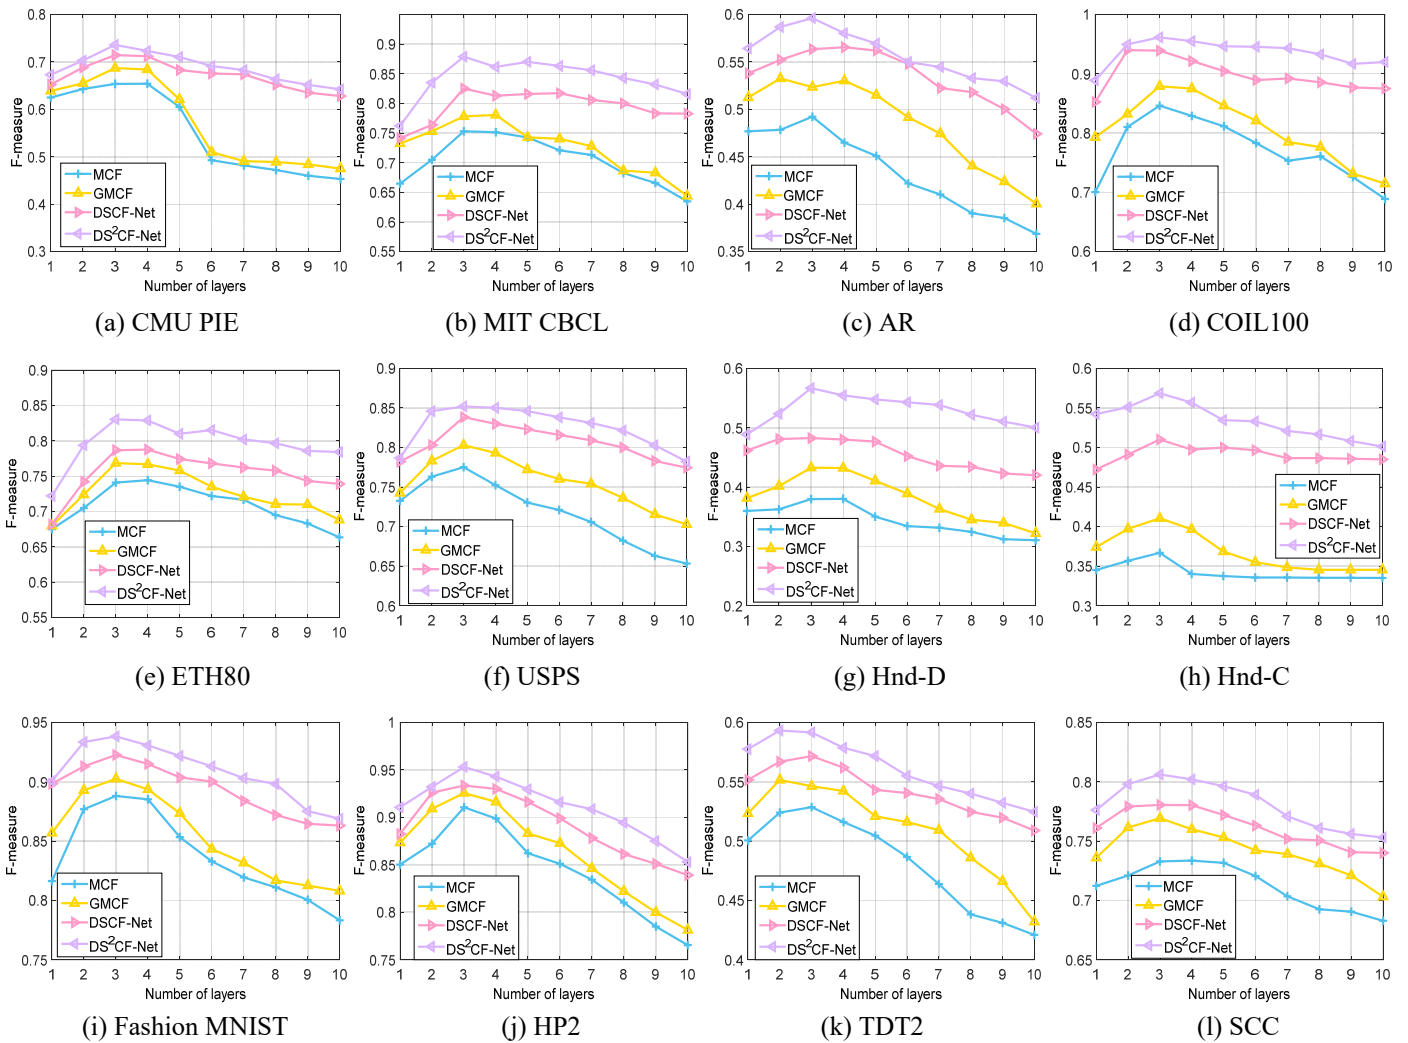 0.8
0.7
0.6
0.5
0.4
0.3
F-measure
MCF
GMCF
DSCF-Net
DS²CF-Net
1 2 3 4 5 6 7 8 9 10
Number of layers
(a) CMU PIE
0.95
0.9
0.85
0.8
0.75
0.7
0.65
0.6
0.55
F-measure
MCF
GMCF
DSCF-Net
DS²CF-Net
1 2 3 4 5 6 7 8 9 10
Number of layers
(b) MIT CBCL
0.6
0.55
0.5
0.45
0.4
0.35
F-measure
MCF
GMCF
DSCF-Net
DS²CF-Net
1 2 3 4 5 6 7 8 9 10
Number of layers
(c) AR
1
0.9
0.8
0.7
0.6
F-measure
MCF
GMCF
DSCF-Net
DS²CF-Net
1 2 3 4 5 6 7 8 9 10
Number of layers
(d) COIL100
0.9
0.85
0.8
0.75
0.7
0.65
0.6
0.55
F-measure
MCF
GMCF
DSCF-Net
DS²CF-Net
1 2 3 4 5 6 7 8 9 10
Number of layers
(e) ETH80
0.9
0.85
0.8
0.75
0.7
0.65
0.6
F-measure
MCF
GMCF
DSCF-Net
DS²CF-Net
1 2 3 4 5 6 7 8 9 10
Number of layers
(f) USPS
0.6
0.5
0.4
0.3
0.2
F-measure
MCF
GMCF
DSCF-Net
DS²CF-Net
1 2 3 4 5 6 7 8 9 10
Number of layers
(g) Hnd-D
0.6
0.55
0.5
0.45
0.4
0.35
0.3
F-measure
MCF
GMCF
DSCF-Net
DS²CF-Net
1 2 3 4 5 6 7 8 9 10
Number of layers
(h) Hnd-C
0.95
0.9
0.85
0.8
0.75
F-measure
MCF
GMCF
DSCF-Net
DS²CF-Net
1 2 3 4 5 6 7 8 9 10
Number of layers
(i) Fashion MNIST
1
0.95
0.9
0.85
0.8
0.75
F-measure
MCF
GMCF
DSCF-Net
DS²CF-Net
1 2 3 4 5 6 7 8 9 10
Number of layers
(j) HP2
0.6
0.55
0.5
0.45
0.4
F-measure
MCF
GMCF
DSCF-Net
DS²CF-Net
1 2 3 4 5 6 7 8 9 10
Number of layers
(k) TDT2
0.85
0.8
0.75
0.7
0.65
F-measure
MCF
GMCF
DSCF-Net
DS²CF-Net
1 2 3 4 5 6 7 8 9 10
Number of layers
(l) SCC